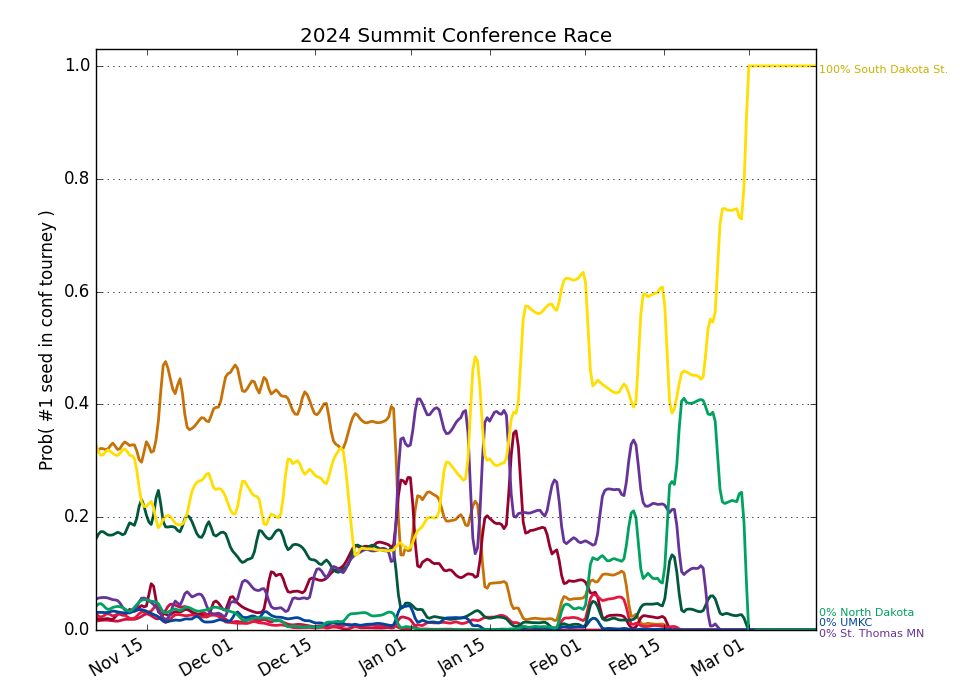 2024 Summit Conference Race
Prob( #1 seed in conf tourney )
1.0
0.8
0.6
0.4
0.2
0.0
100% South Dakota St.
0% North Dakota
0% UMKC
0% St. Thomas MN
Nov 15
Dec 01
Dec 15
Jan 01
Jan 15
Feb 01
Feb 15
Mar 01